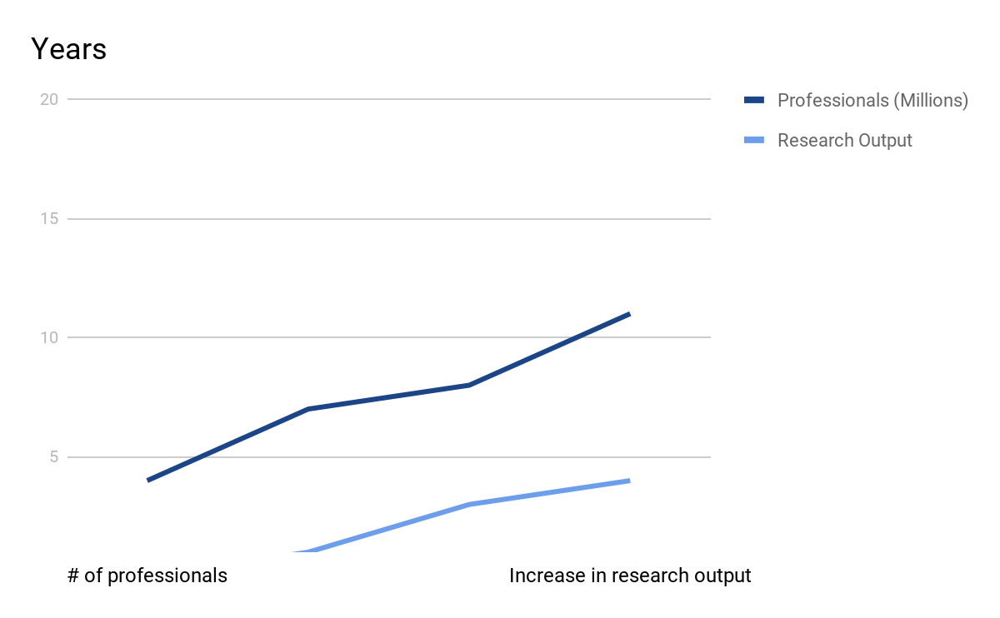 Years
20
Professionals (Millions)
Research Output
15
10
5
# of professionals
Increase in research output